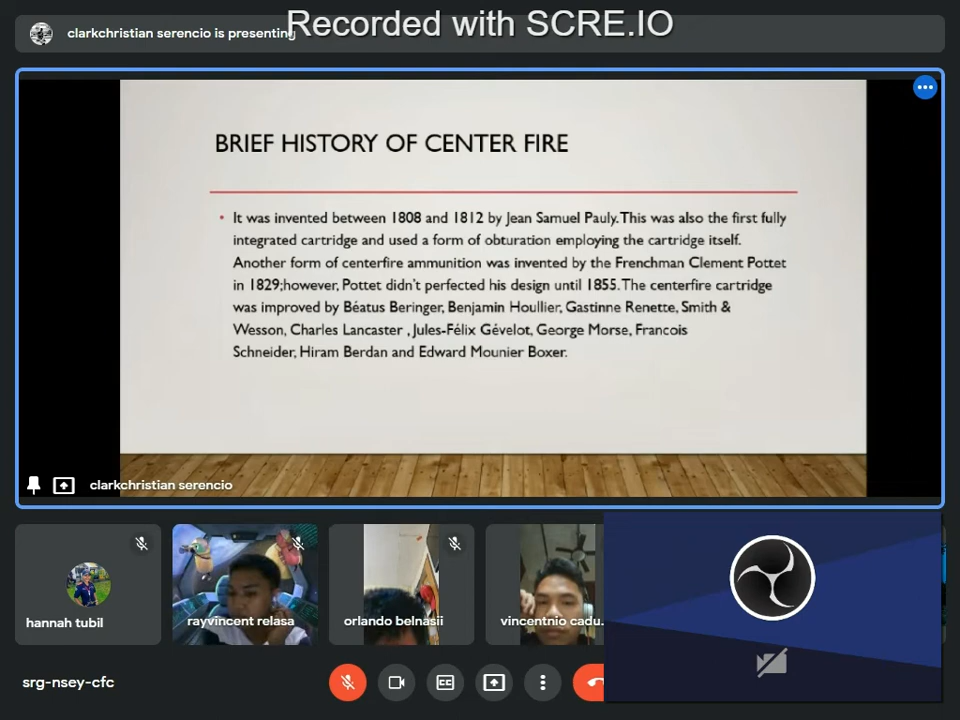 Recorded with SCRE.IO
clarkchristian serencio is presenting
BRIEF HISTORY OF CENTER FIRE
• It was invented between 1808 and 1812 by Jean Samuel Pauly. This was also the first fully
integrated cartridge and used a form of obturation employing the cartridge itself.
Another form of centerfire ammunition was invented by the Frenchman Clement Pottet
in 1829;however, Pottet didn't perfected his design until 1855. The centerfire cartridge
was improved by Béatus Beringer, Benjamin Houllier, Gastinne Renette, Smith &
Wesson, Charles Lancaster , Jules-Félix Gévelot, George Morse, Francois
Schneider, Hiram Berdan and Edward Mounier Boxer.
clarkchristian serencio
hannah tubil
rayvincent relasa
orlando belnasii
vincentnio cadu...
srg-nsey-cfc
CC